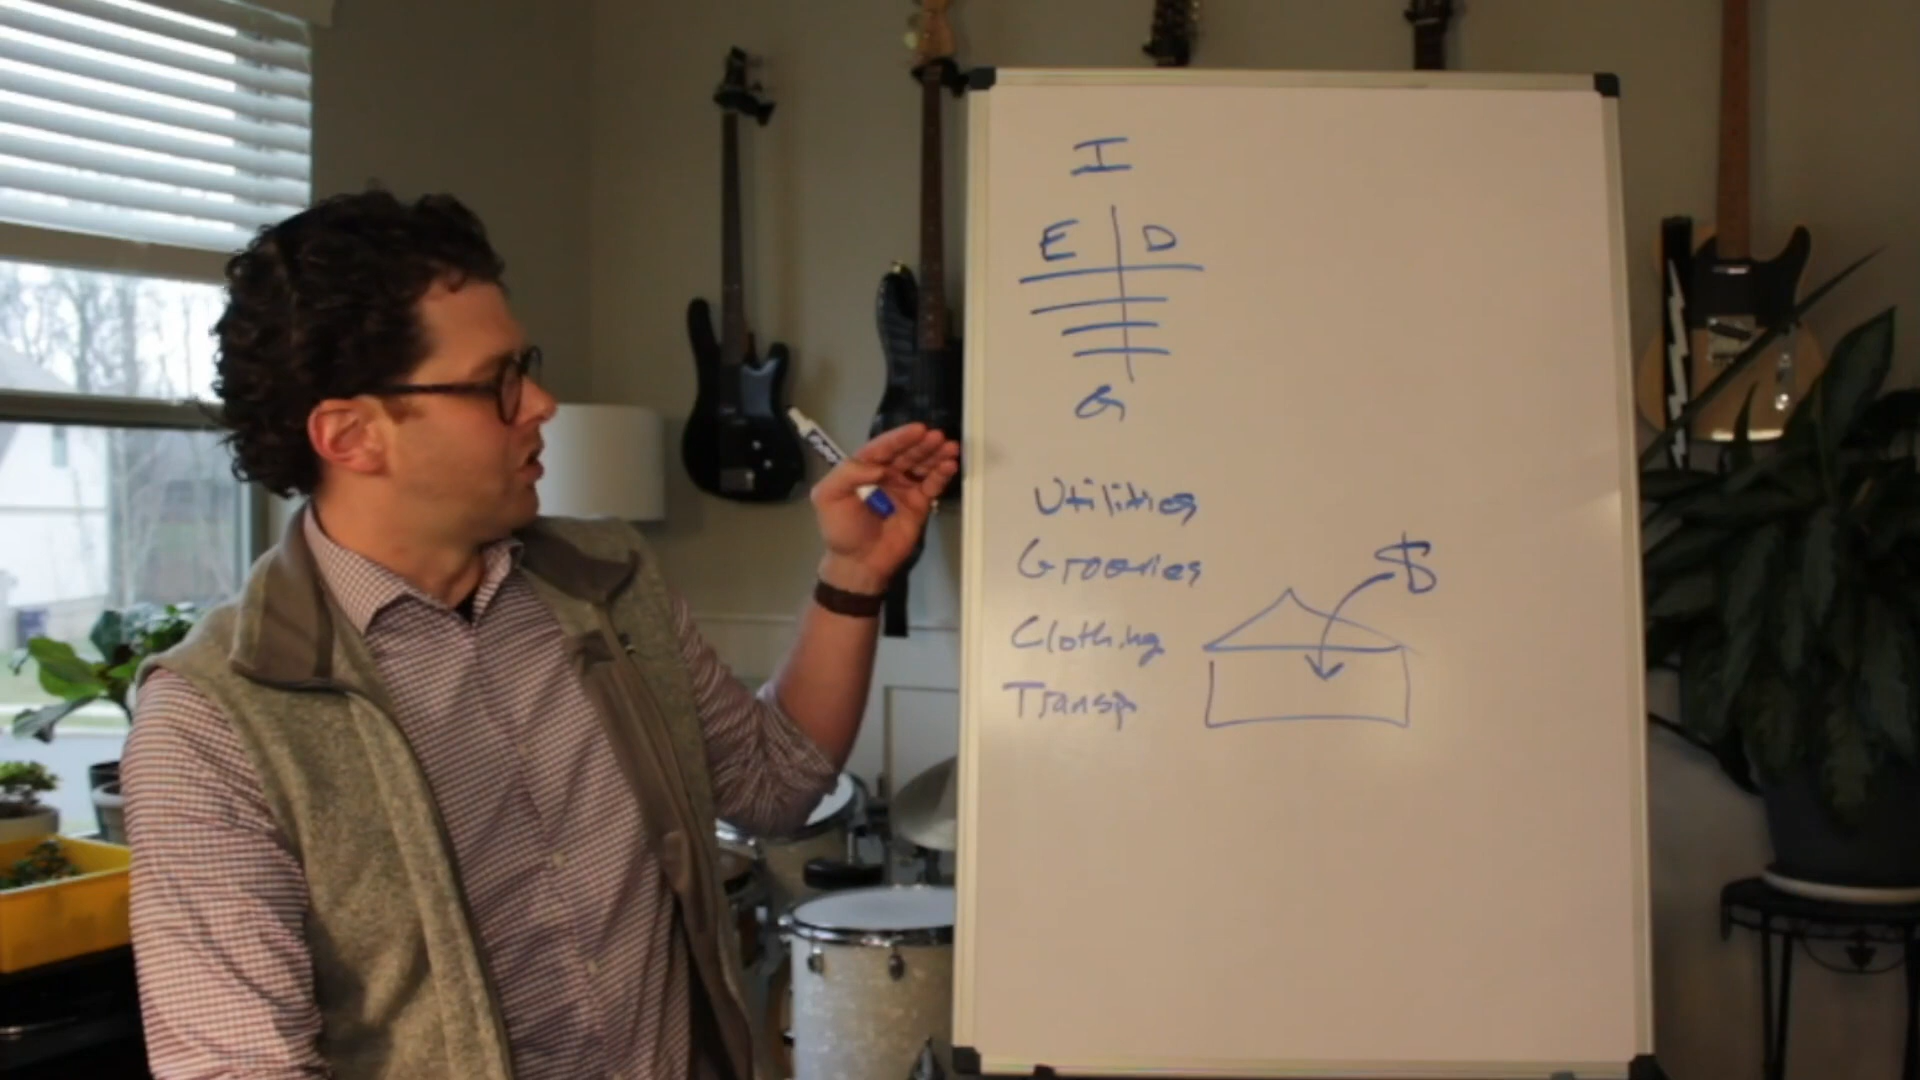 I
E D
G
Utilities
Groceries
$
Clothing
Transp